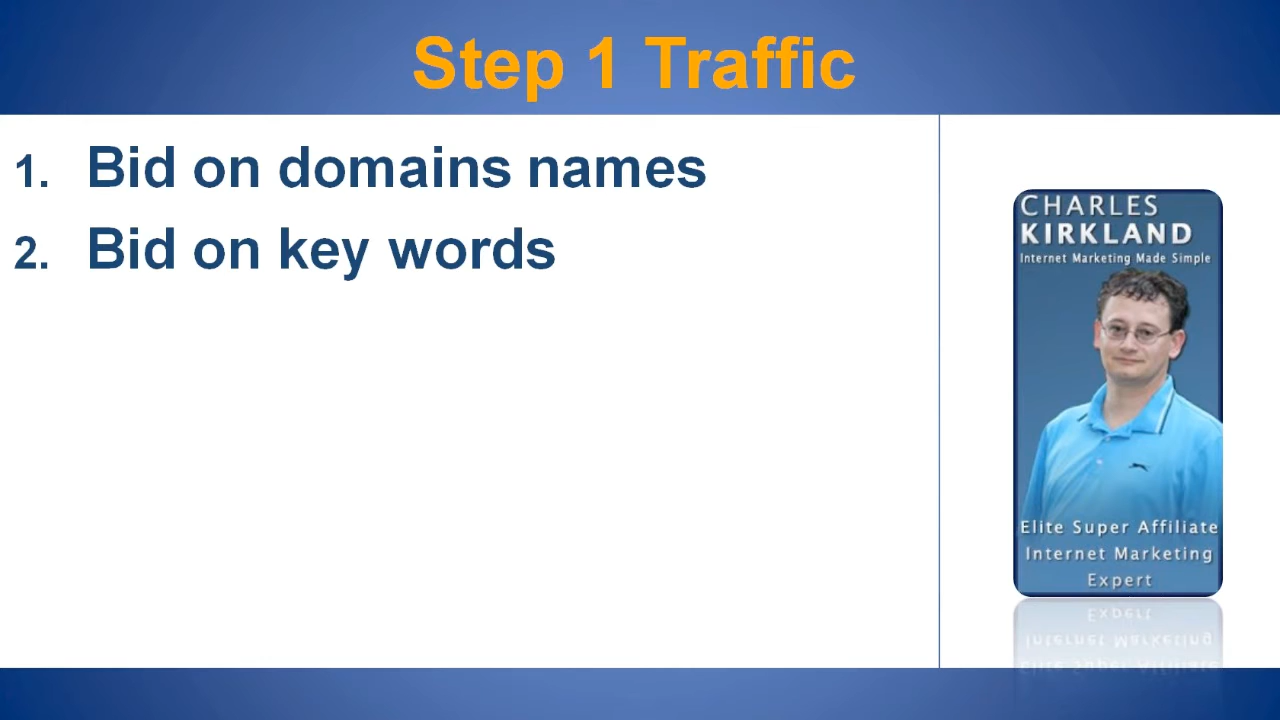 Step 1 Traffic
1. Bid on domains names
2. Bid on key words
CHARLES
KIRKLAND
Internet Marketing Made Simple
Elite Super Affiliate
Internet Marketing
Expert